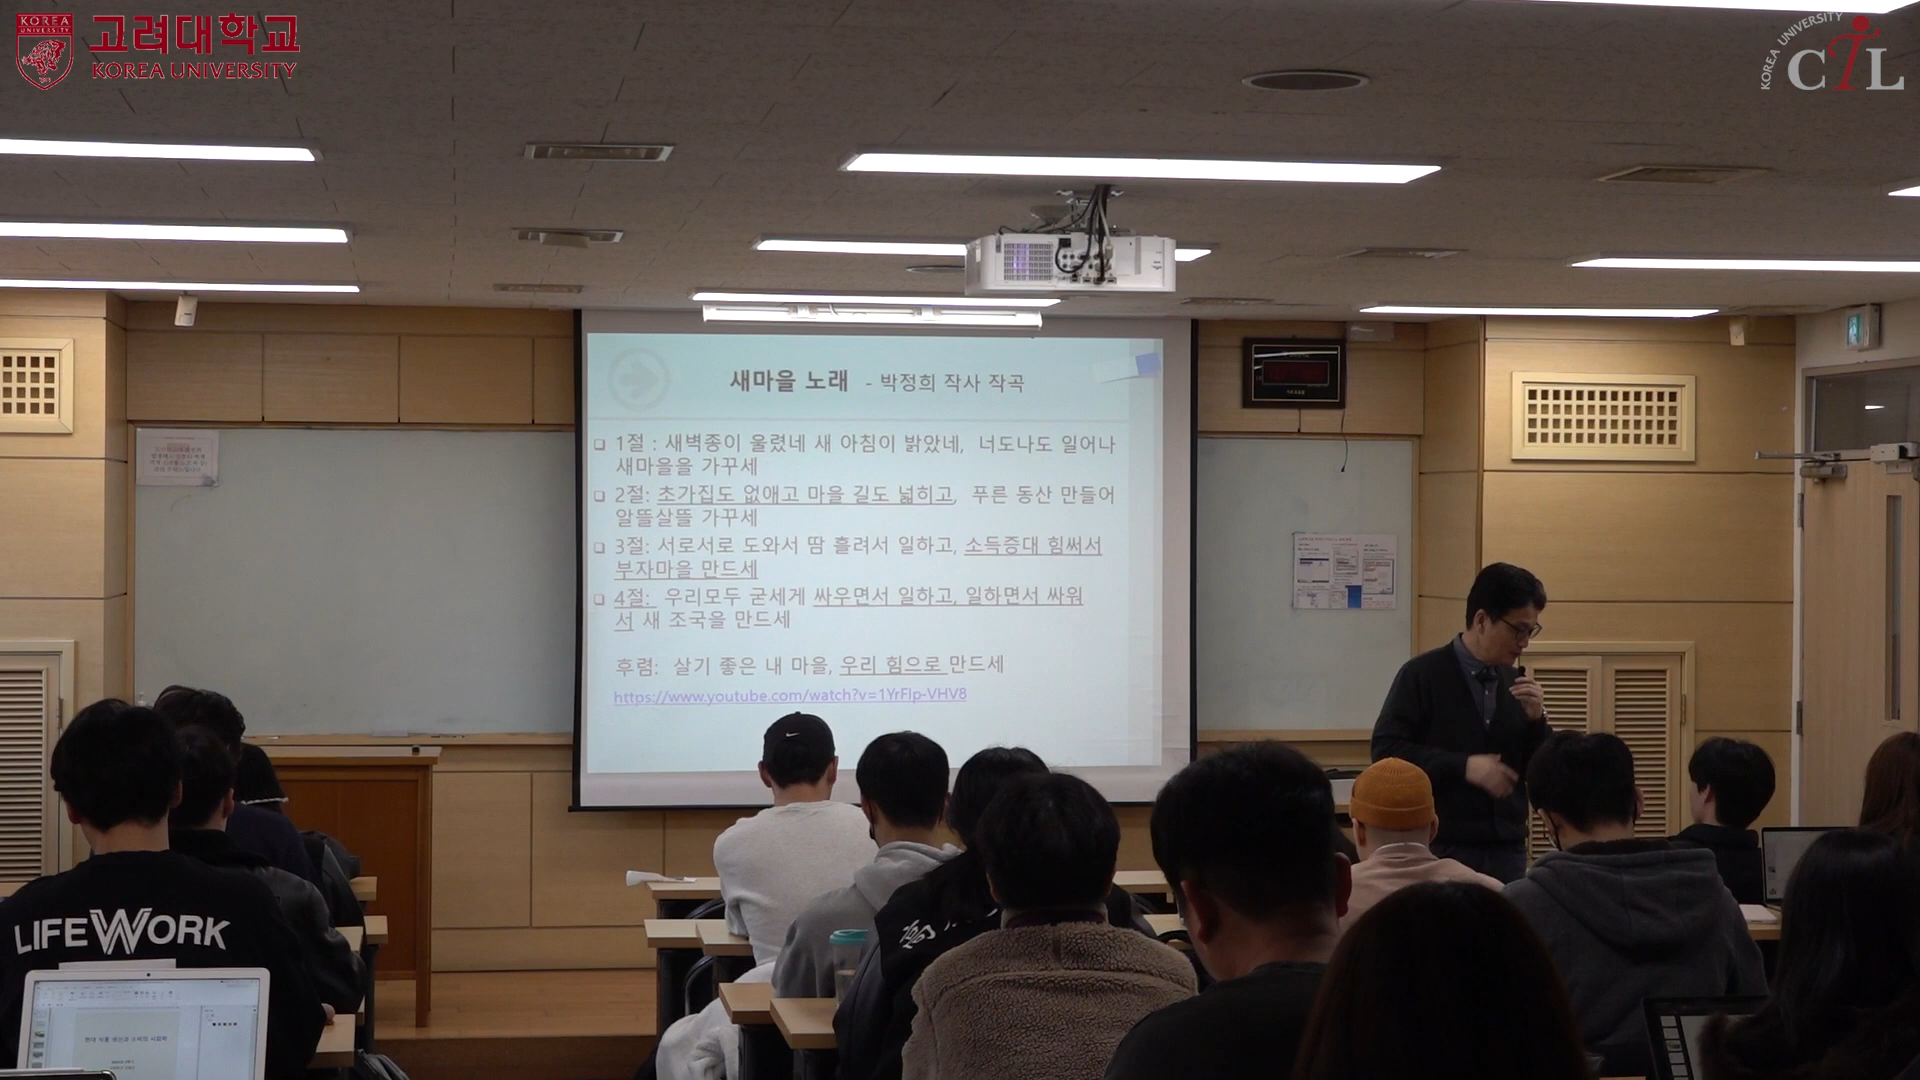 KOREA
UNIVERSITY
고려대학교
KOREA UNIVERSITY
KOREA UNIVERSITY
CTL
새마을 노래 - 박정희 작사 작곡
1절 : 새벽종이 울렸네 새 아침이 밝았네, 너도나도 일어나
새마을을 가꾸세
2절: 초가집도 없애고 마을 길도 넓히고, 푸른 동산 만들어
알뜰살뜰 가꾸세
3절: 서로서로 도와서 땀 흘려서 일하고, 소득증대 힘써서
부자마을 만드세
4절: 우리모두 굳세게 싸우면서 일하고, 일하면서 싸워
서 새 조국을 만드세
후렴: 살기 좋은 내 마을, 우리 힘으로 만드세
https://www.youtube.com/watch?v=1YrFIp-VHV8
LIFEWORK